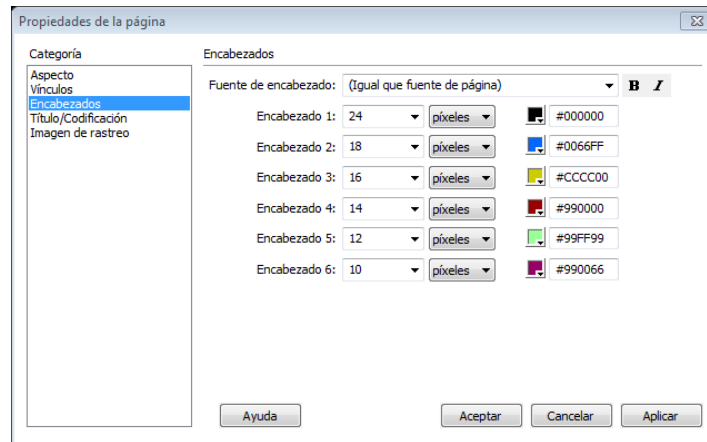 Propiedades de la página
Categoría
Aspecto
Vínculos
Encabezados
Título/Codificación
Imagen de rastreo
Encabezados
Fuente de encabezado: (Igual que fuente de página) B I
Encabezado 1: 24 píxeles #000000
Encabezado 2: 18 píxeles #0066FF
Encabezado 3: 16 píxeles #CCCC00
Encabezado 4: 14 píxeles #990000
Encabezado 5: 12 píxeles #99FF99
Encabezado 6: 10 píxeles #990066
Ayuda Aceptar Cancelar Aplicar